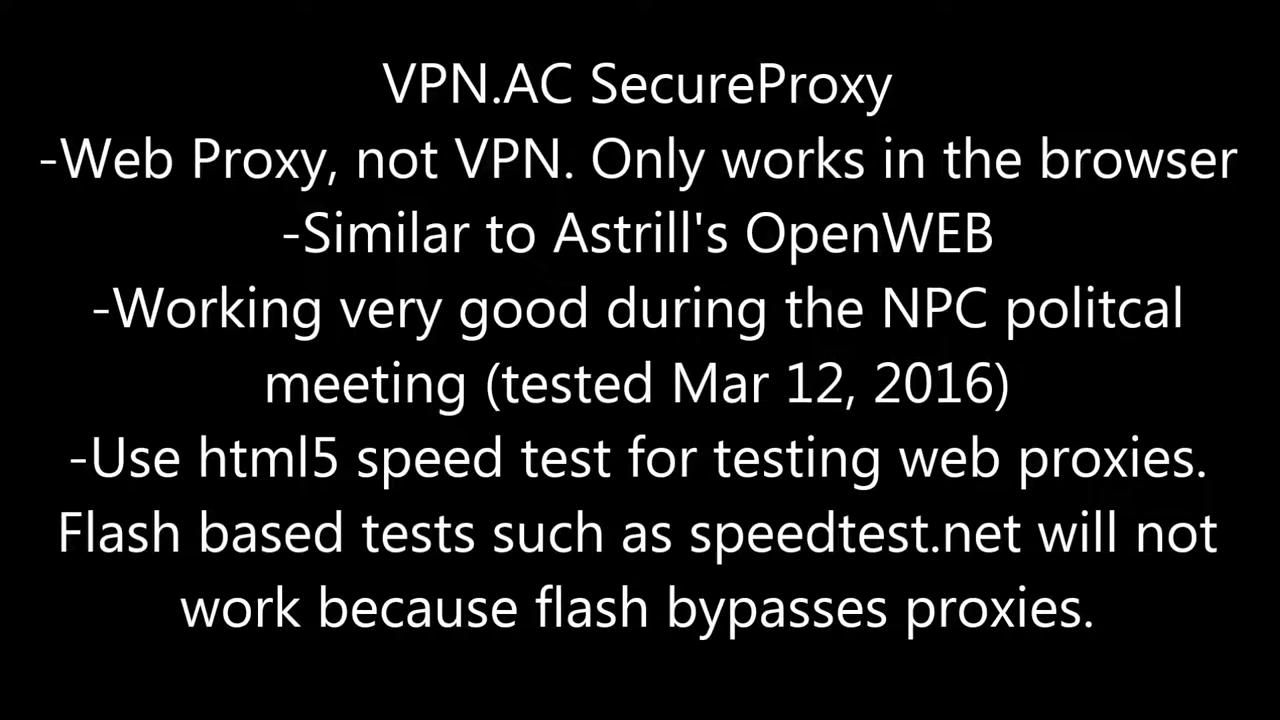 VPN.AC SecureProxy
-Web Proxy, not VPN. Only works in the browser
-Similar to Astrill's OpenWEB
-Working very good during the NPC politcal
meeting (tested Mar 12, 2016)
-Use html5 speed test for testing web proxies.
Flash based tests such as speedtest.net will not
work because flash bypasses proxies.